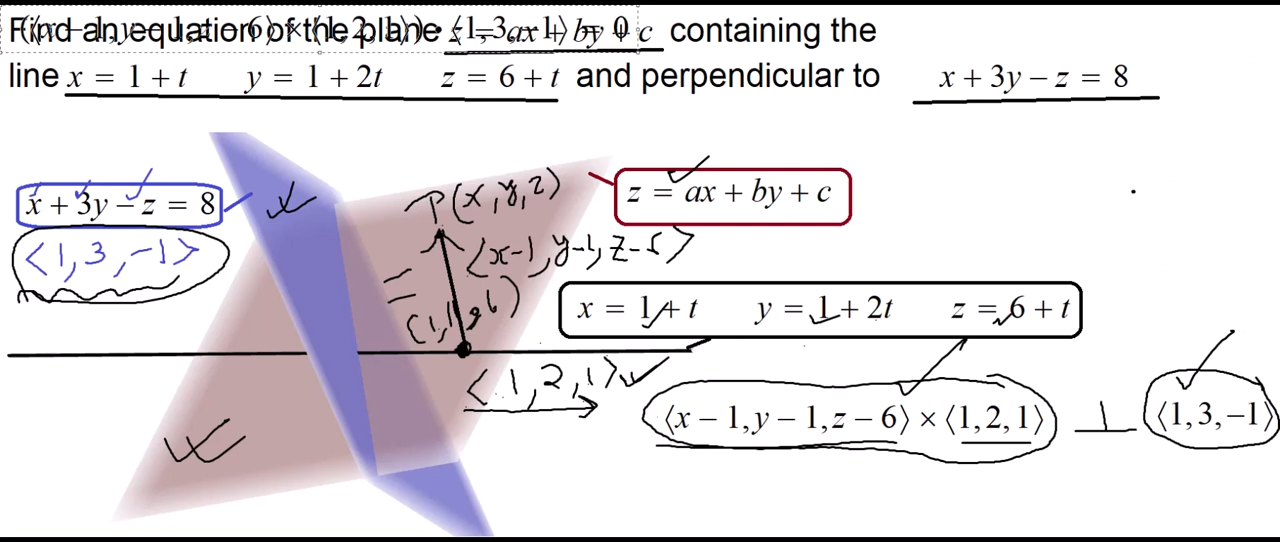 Find an equation of the plane z = ax + by + c containing the
line x = 1 + t y = 1 + 2t z = 6 + t and perpendicular to x + 3y − z = 8
P(x, y, z)
x + 3y − z = 8
z = ax + by + c
⟨1, 3, −1⟩
⟨x−1, y−1, z−
x = 1 + t y = 1 + 2t z = 6 + t
(1, 1, 6)
⟨1, 2, 1⟩
⟨x − 1, y − 1, z − 6⟩ × ⟨1, 2, 1⟩ ⊥ ⟨1, 3, −1⟩